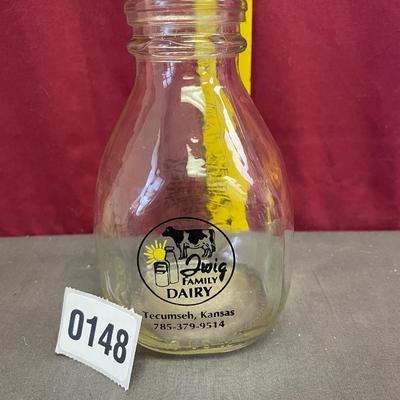 Iwig
FAMILY
DAIRY
Tecumseh, Kansas
785-379-9514
0148